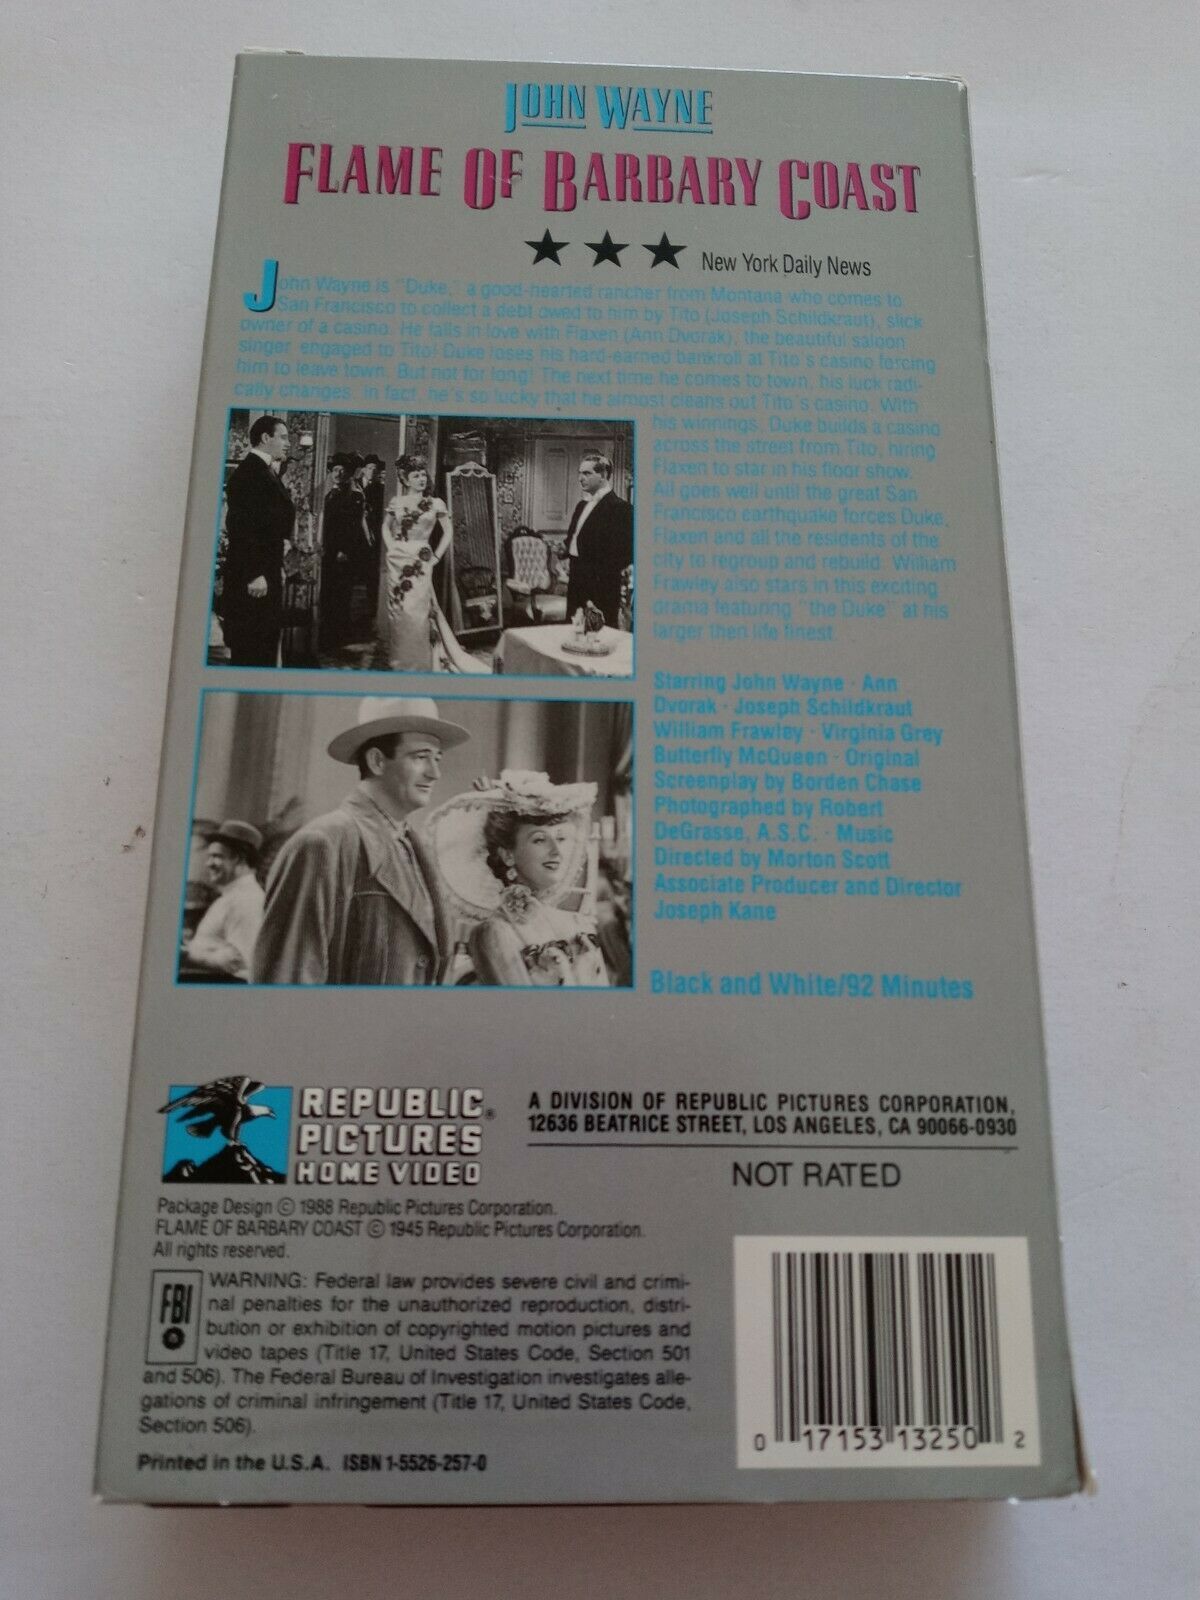 JOHN WAYNE
FLAME OF BARBARY COAST
★ ★ ★ New York Daily News
John Wayne is "Duke," a good-hearted rancher from Montana who comes to
San Francisco to collect a debt owed to him by Tito (Joseph Schildkraut), slick
owner of a casino. He falls in love with Flaxen (Ann Dvorak), the beautiful saloon
singer engaged to Tito! Duke loses his hard-earned bankroll at Tito's casino forcing
him to leave town. But not for long! The next time he comes to town, his luck radi-
cally changes. In fact, he's so lucky that he almost cleans out Tito's casino. With
his winnings, Duke builds a casino
across the street from Tito, hiring
Flaxen to star in his floor show.
All goes well until the great San
Francisco earthquake forces Duke,
Flaxen and all the residents of the
city to regroup and rebuild. William
Frawley also stars in this exciting
drama featuring "the Duke" at his
larger then life finest.
Starring John Wayne · Ann
Dvorak · Joseph Schildkraut
William Frawley · Virginia Grey
Butterfly McQueen · Original
Screenplay by Borden Chase
Photographed by Robert
DeGrasse, A.S.C. · Music
Directed by Morton Scott
Associate Producer and Director
Joseph Kane
Black and White/92 Minutes
REPUBLIC®
PICTURES
HOME VIDEO
A DIVISION OF REPUBLIC PICTURES CORPORATION,
12636 BEATRICE STREET, LOS ANGELES, CA 90066-0930
NOT RATED
Package Design © 1988 Republic Pictures Corporation.
FLAME OF BARBARY COAST © 1945 Republic Pictures Corporation.
All rights reserved.
FBI
WARNING: Federal law provides severe civil and crimi-
nal penalties for the unauthorized reproduction, distri-
bution or exhibition of copyrighted motion pictures and
video tapes (Title 17, United States Code, Section 501
and 506). The Federal Bureau of Investigation investigates alle-
gations of criminal infringement (Title 17, United States Code,
Section 506).
Printed in the U.S.A. ISBN 1-5526-257-0
0 17153 13250 2